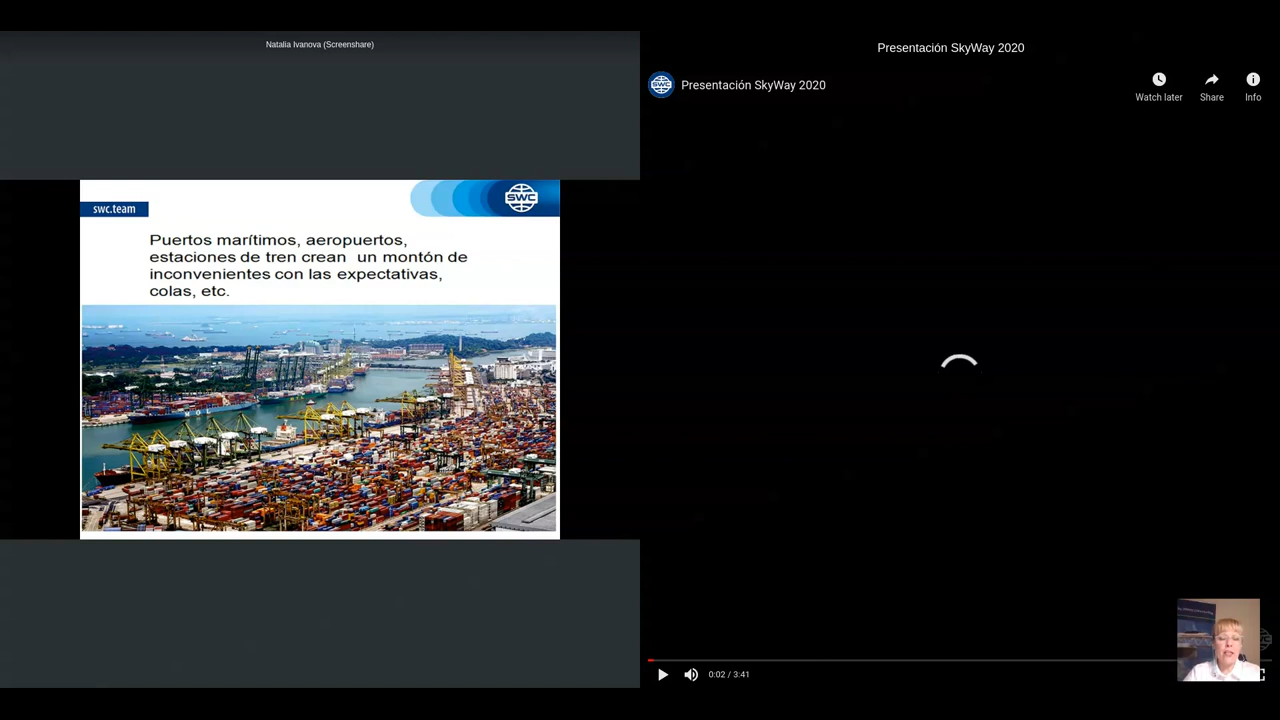 Natalia Ivanova (Screenshare)
swc.team
SWC
Puertos marítimos, aeropuertos,
estaciones de tren crean un montón de
inconvenientes con las expectativas,
colas, etc.
Presentación SkyWay 2020
SWC
Presentación SkyWay 2020
Watch later
Share
Info
0:02 / 3:41